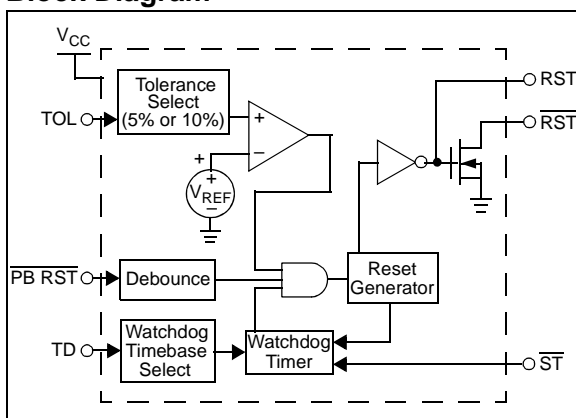 Block Diagram
VCC
Tolerance
Select
(5% or 10%)
TOL
+
–
+
+
VREF
–
RST
RST
PB RST
Debounce
Reset
Generator
TD
Watchdog
Timebase
Select
Watchdog
Timer
ST